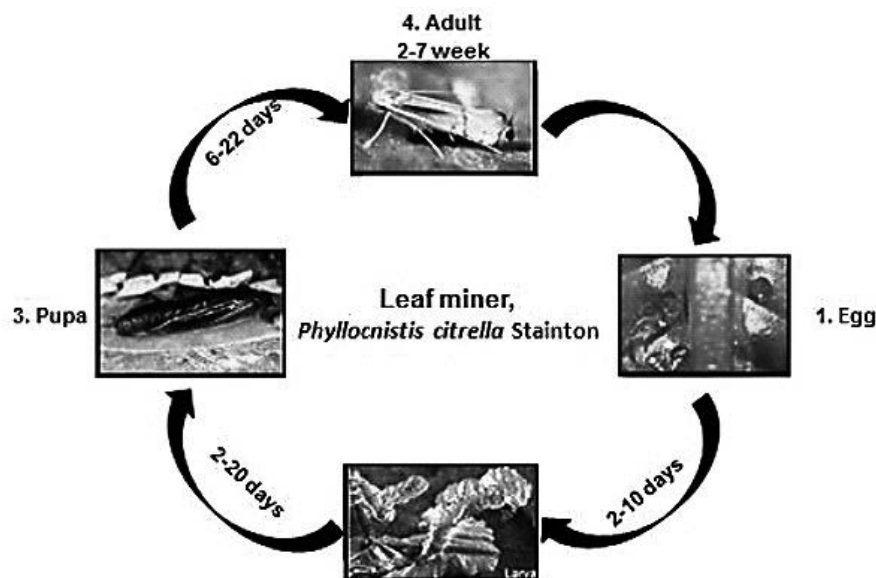 4. Adult
2-7 week
6-22 days
3. Pupa
Leaf miner,
Phyllocnistis citrella Stainton
1. Egg
2-20 days
2-10 days
Larva